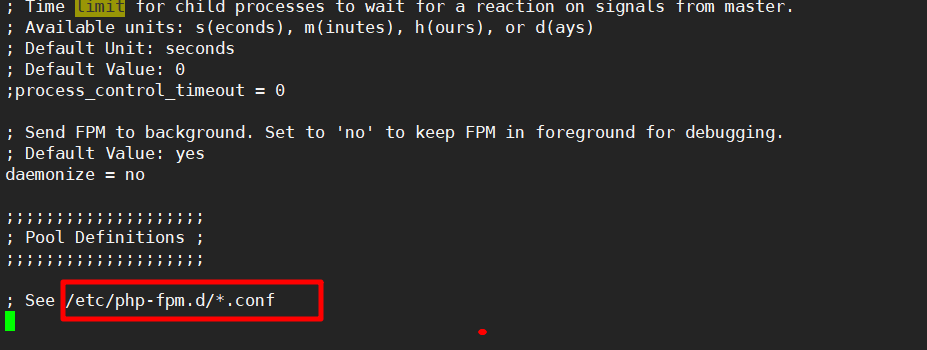 ; Time limit for child processes to wait for a reaction on signals from master.
; Available units: s(econds), m(inutes), h(ours), or d(ays)
; Default Unit: seconds
; Default Value: 0
;process_control_timeout = 0
; Send FPM to background. Set to 'no' to keep FPM in foreground for debugging.
; Default Value: yes
daemonize = no
;;;;;;;;;;;;;;;;;;;;
; Pool Definitions ;
;;;;;;;;;;;;;;;;;;;;
; See /etc/php-fpm.d/*.conf